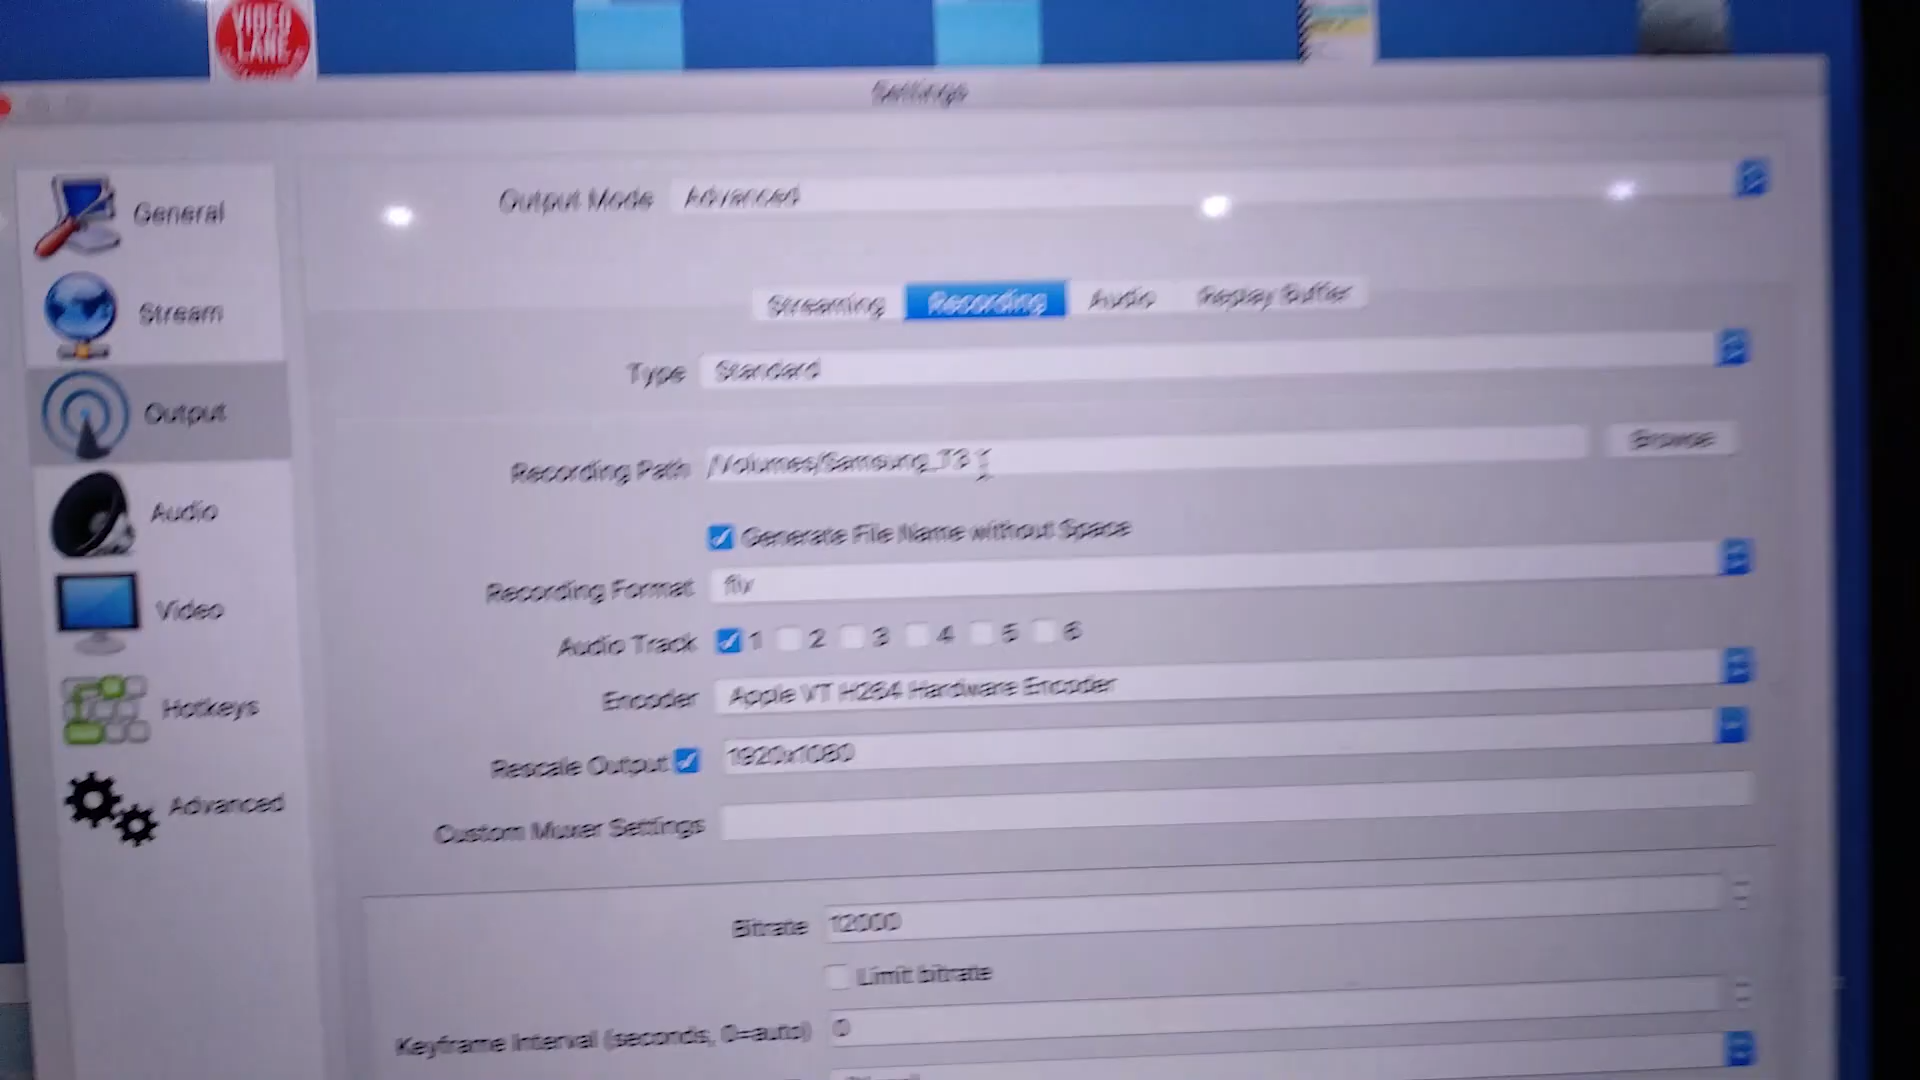 VIDEO
LANE
Settings
General
Stream
Output
Audio
Video
Hotkeys
Advanced
Output Mode Advanced
Streaming Recording Audio Replay Buffer
Type Standard
Recording Path /Volumes/Samsung_T3 Browse
Generate File Name without Space
Recording Format flv
Audio Track 1 2 3 4 5 6
Encoder Apple VT H264 Hardware Encoder
Rescale Output 1920x1080
Custom Muxer Settings
Bitrate 12000
Limit bitrate
Keyframe Interval (seconds, 0=auto) 0